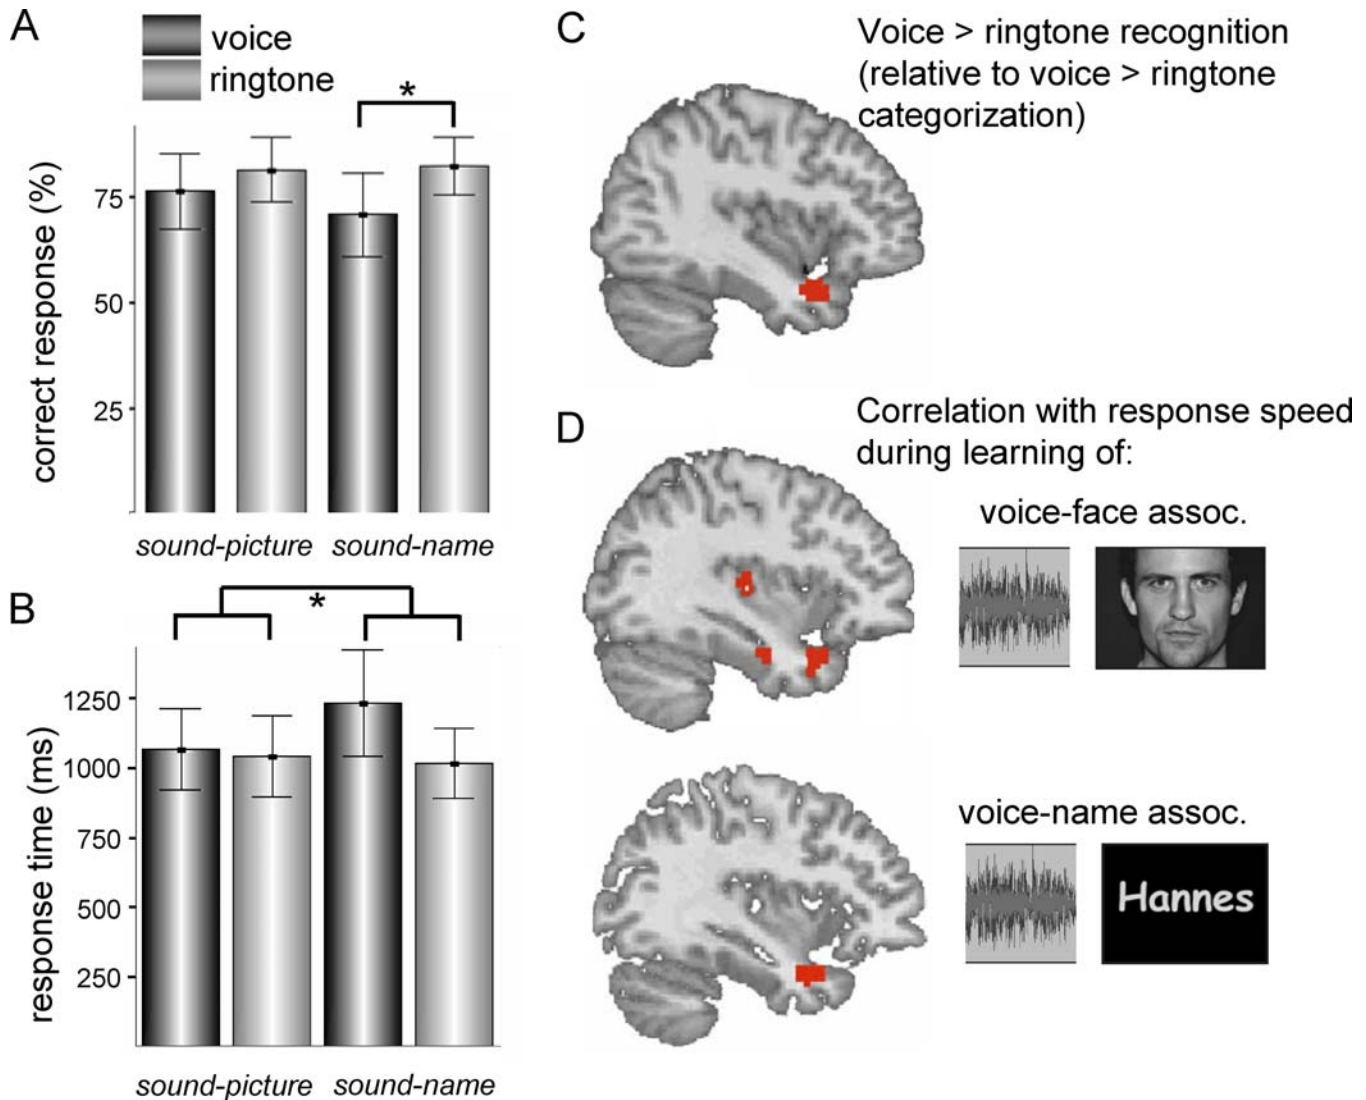 A
voice
ringtone
*
correct response (%)
75
50
25
sound-picture sound-name
B
*
response time (ms)
1250
1000
750
500
250
sound-picture sound-name
C
Voice > ringtone recognition
(relative to voice > ringtone
categorization)
D
Correlation with response speed
during learning of:
voice-face assoc.
voice-name assoc.
Hannes